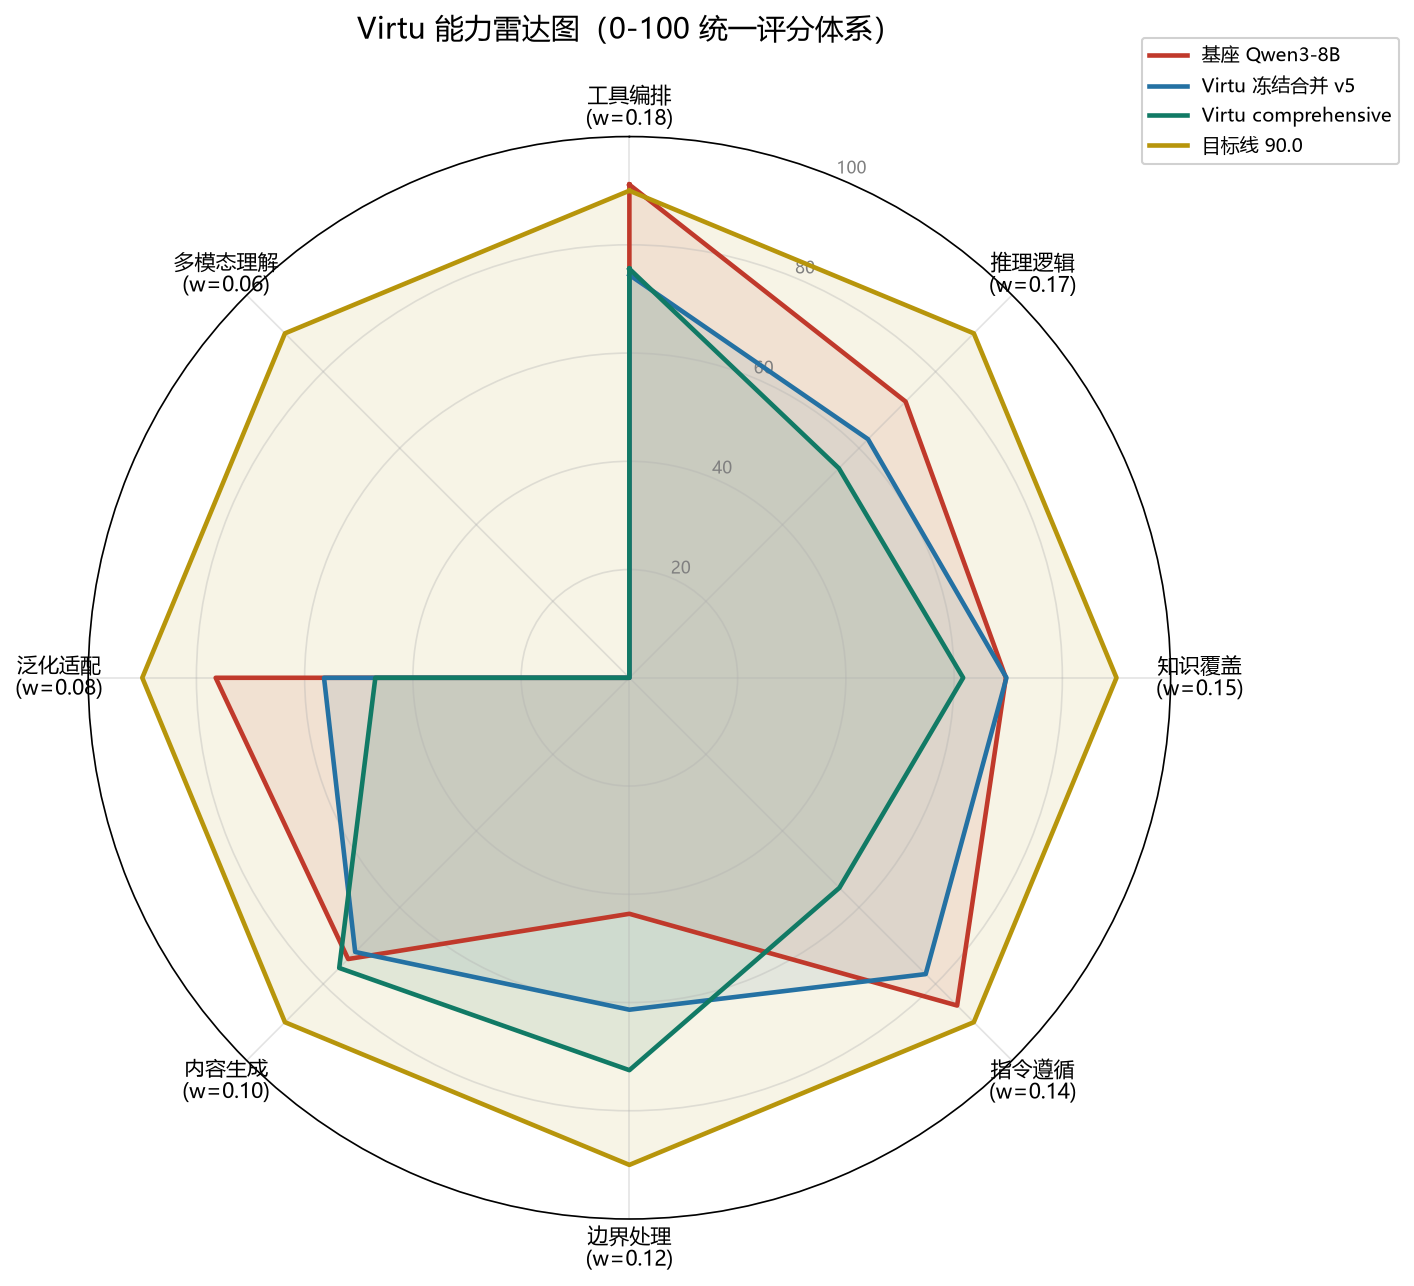 Virtu 能力雷达图（0-100 统一评分体系）
基座 Qwen3-8B
Virtu 冻结合并 v5
Virtu comprehensive
目标线 90.0
工具编排
(w=0.18)
100
多模态理解
(w=0.06)
推理逻辑
(w=0.17)
80
60
40
20
泛化适配
(w=0.08)
知识覆盖
(w=0.15)
内容生成
(w=0.10)
指令遵循
(w=0.14)
边界处理
(w=0.12)